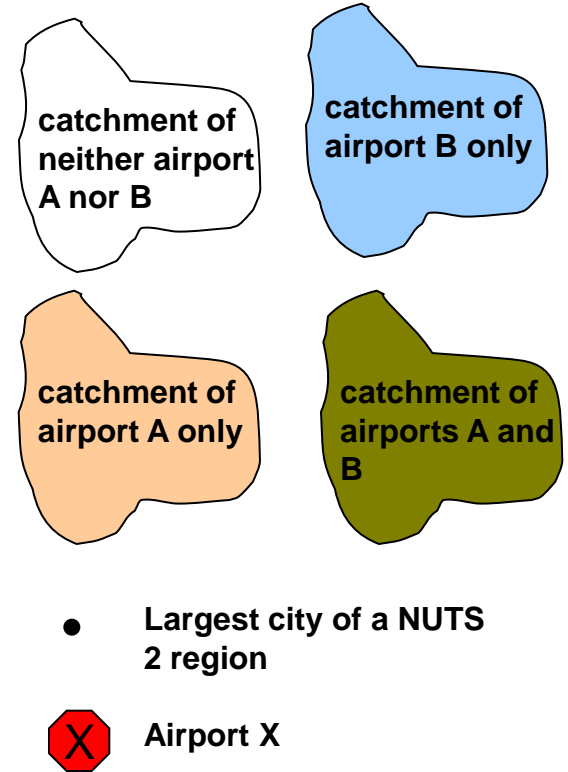 catchment of
neither airport
A nor B
catchment of
airport B only
catchment of
airport A only
catchment of
airports A and
B
Largest city of a NUTS
2 region
X
Airport X